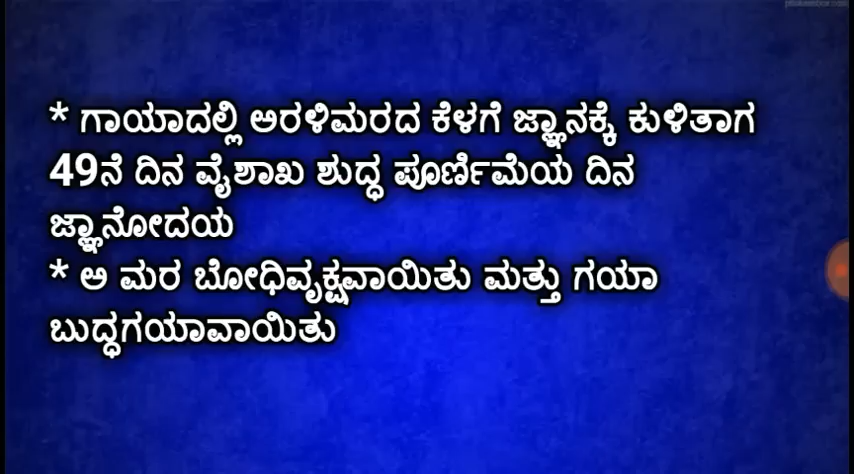 * ಗಾಯಾದಲ್ಲಿ ಅರಳಿಮರದ ಕೆಳಗೆ ಜ್ಞಾನಕ್ಕೆ ಕುಳಿತಾಗ
49ನೆ ದಿನ ವೈಶಾಖ ಶುದ್ಧ ಪೂರ್ಣಿಮೆಯ ದಿನ
ಜ್ಞಾನೋದಯ
* ಅ ಮರ ಬೋಧಿವೃಕ್ಷವಾಯಿತು ಮತ್ತು ಗಯಾ
ಬುದ್ಧಗಯಾವಾಯಿತು